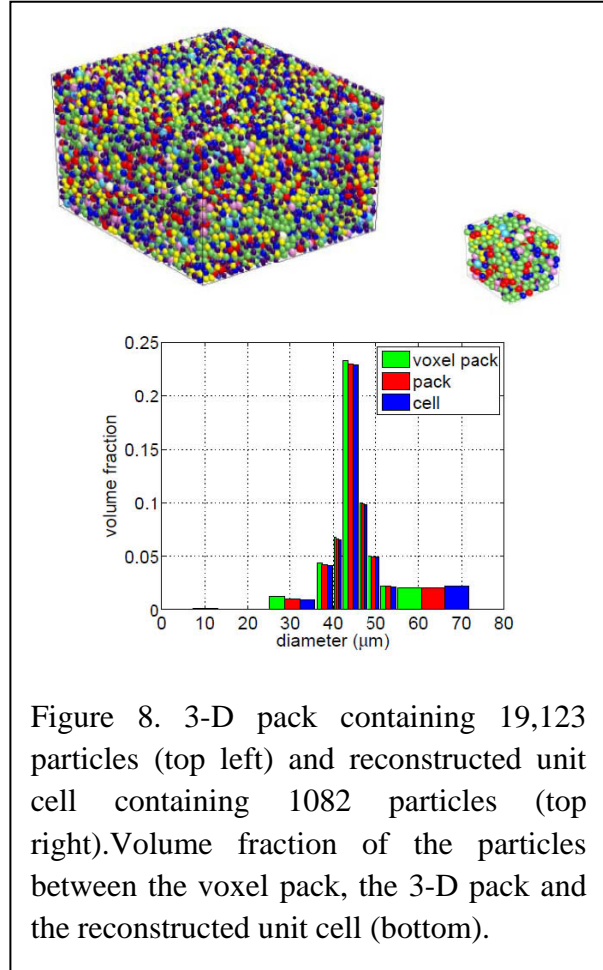 0.25
0.2
0.15
0.1
0.05
0
volume fraction
voxel pack
pack
cell
0 10 20 30 40 50 60 70 80
diameter (μm)
Figure 8. 3-D pack containing 19,123
particles (top left) and reconstructed unit
cell containing 1082 particles (top
right).Volume fraction of the particles
between the voxel pack, the 3-D pack and
the reconstructed unit cell (bottom).